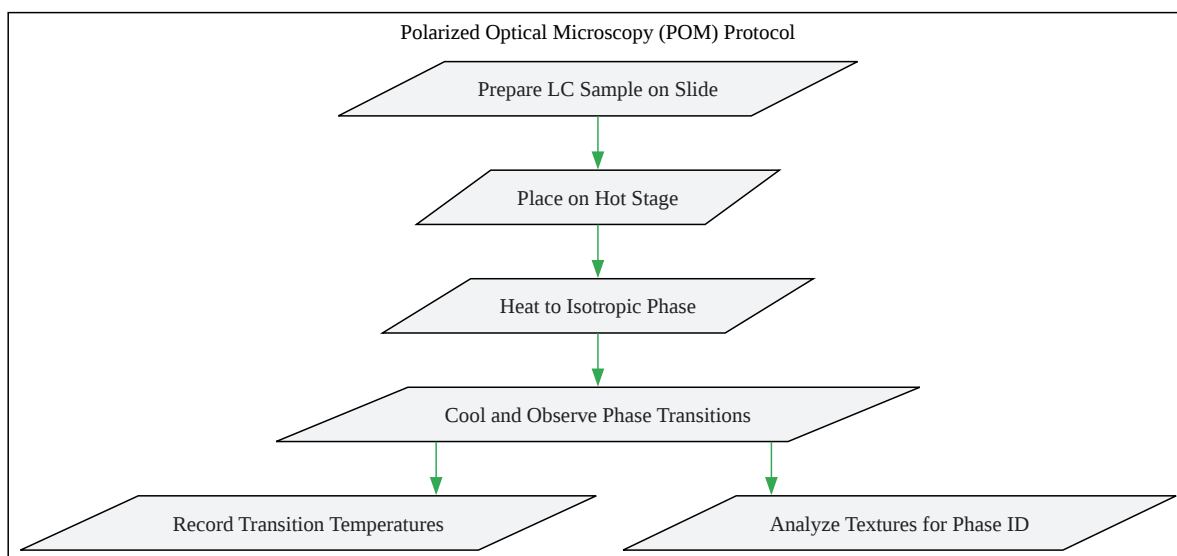 Polarized Optical Microscopy (POM) Protocol
Prepare LC Sample on Slide
Place on Hot Stage
Heat to Isotropic Phase
Cool and Observe Phase Transitions
Record Transition Temperatures
Analyze Textures for Phase ID